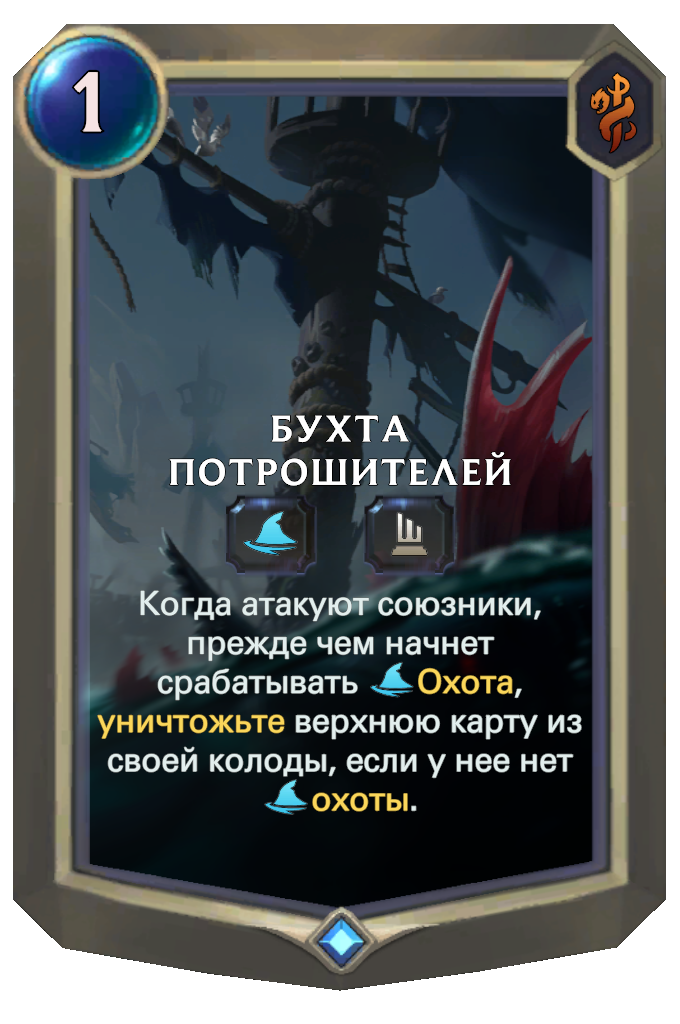 1
БУХТА
ПОТРОШИТЕЛЕЙ
Когда атакуют союзники,
прежде чем начнет
срабатывать Охота,
уничтожьте верхнюю карту из
своей колоды, если у нее нет
охоты.